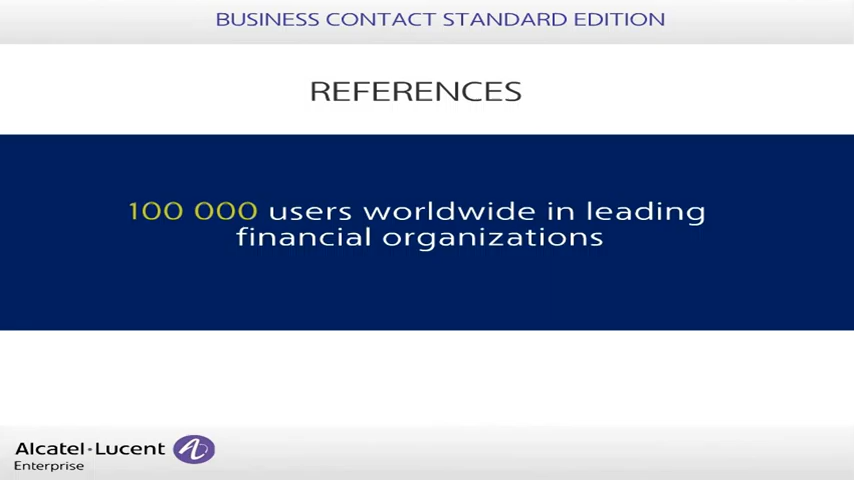 BUSINESS CONTACT STANDARD EDITION
REFERENCES
100 000 users worldwide in leading
financial organizations
Alcatel·Lucent
Enterprise